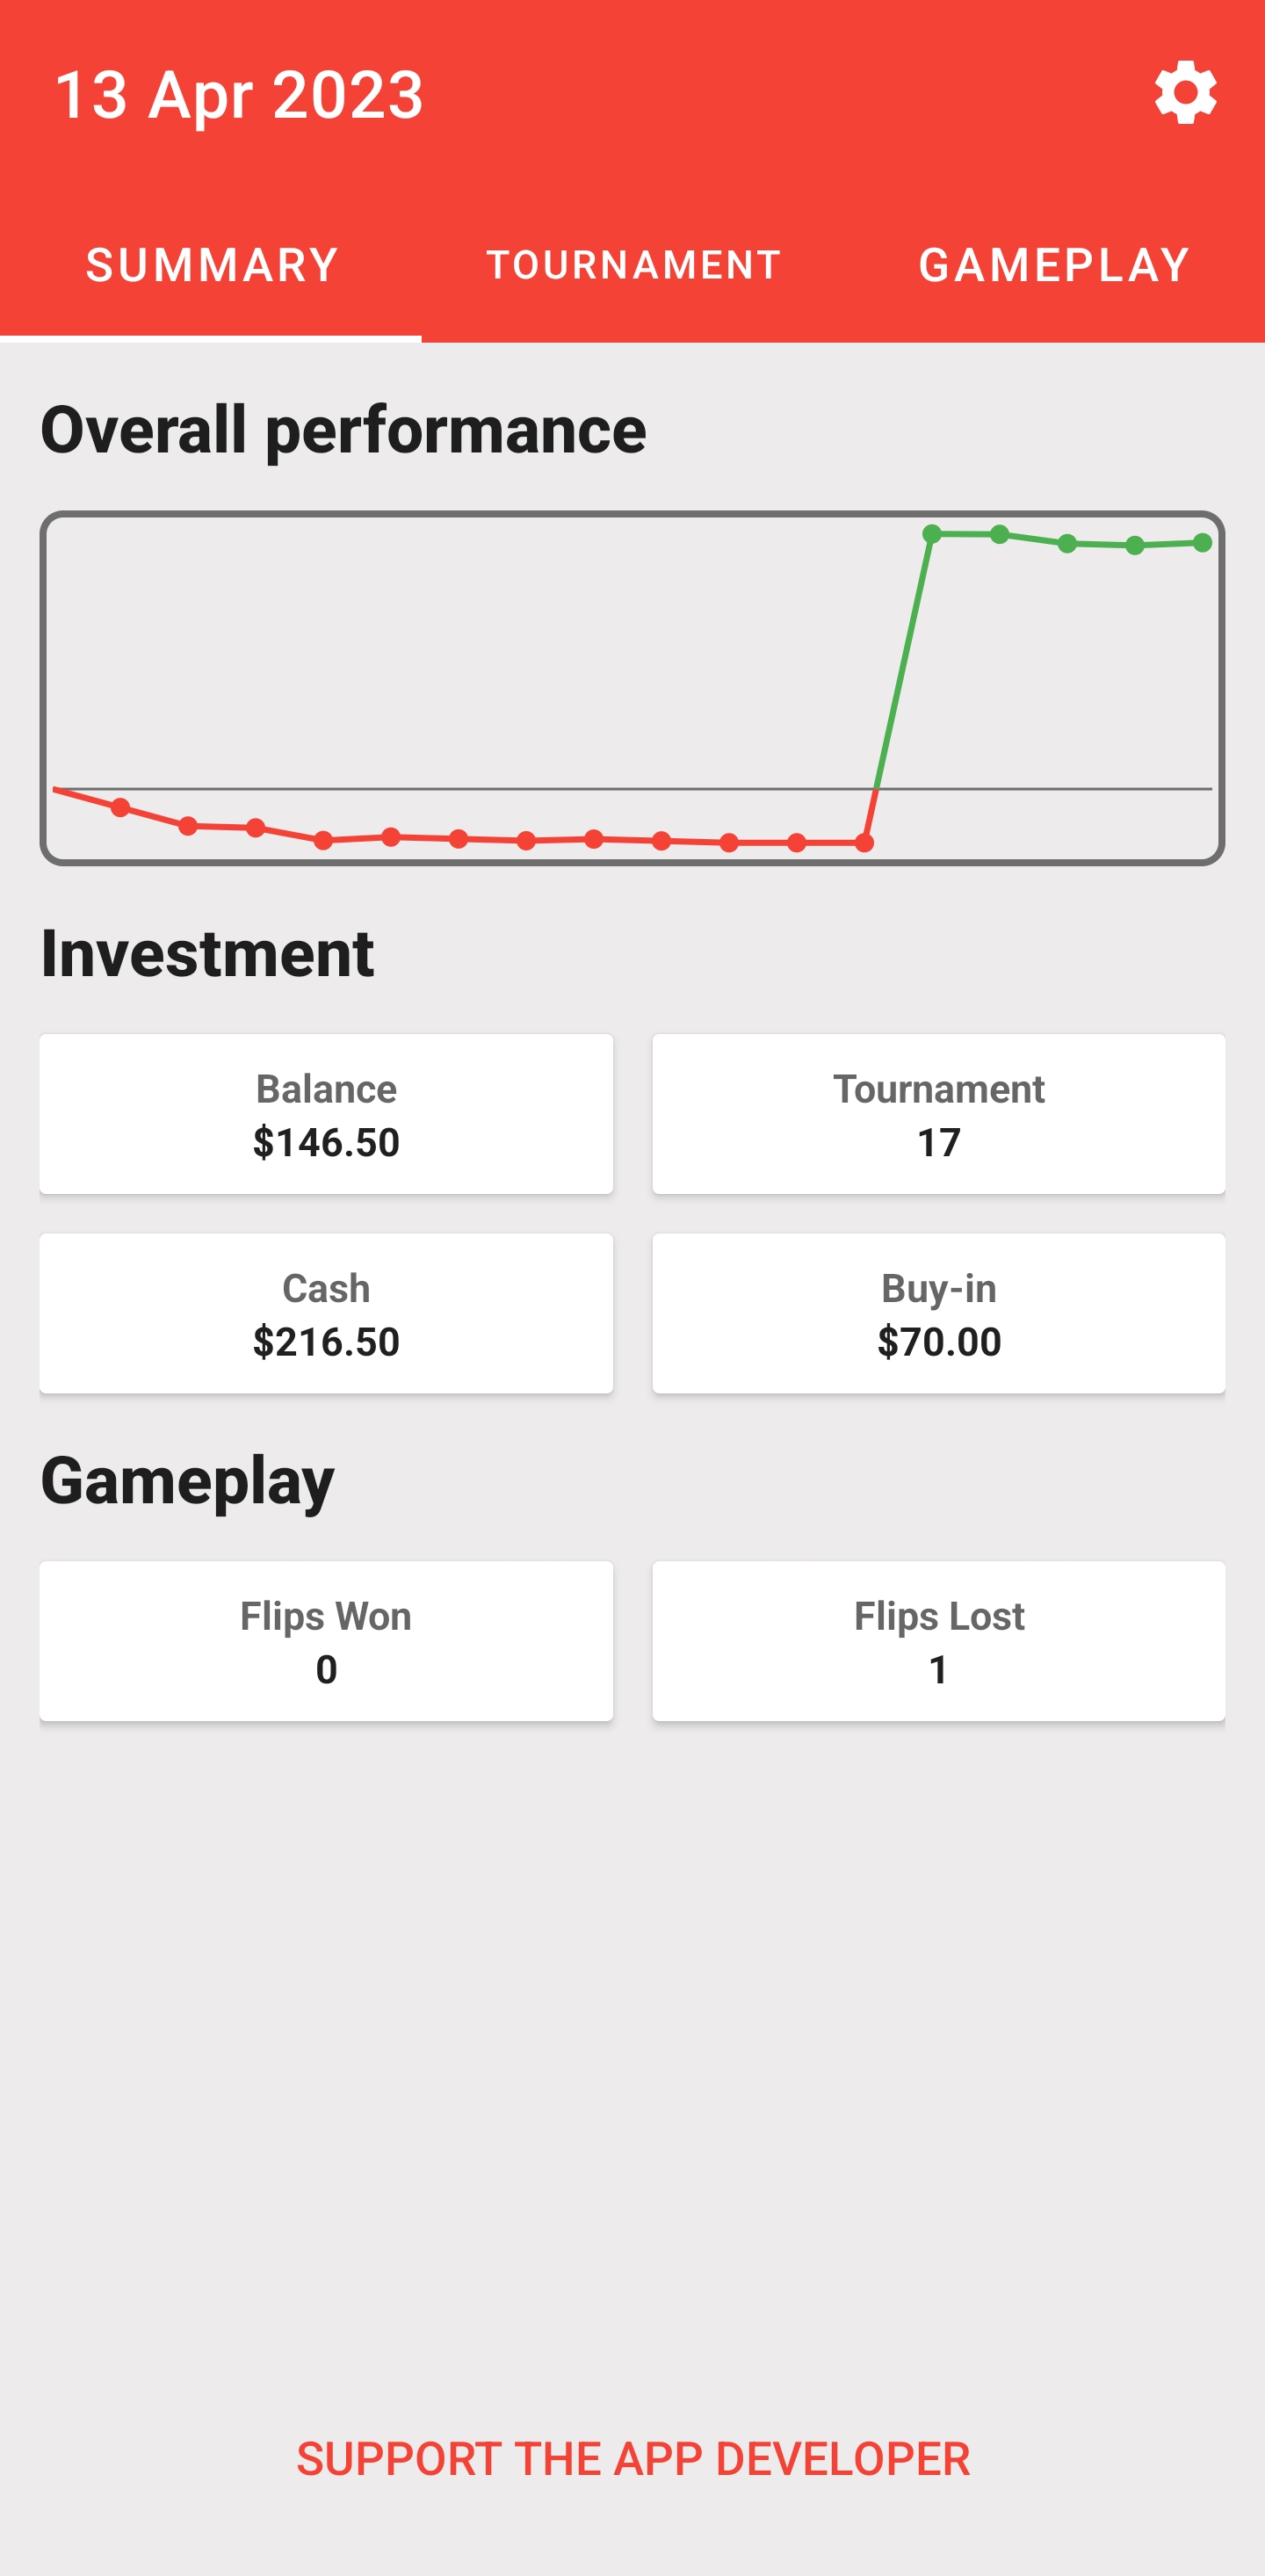 13 Apr 2023
SUMMARY
TOURNAMENT
GAMEPLAY
Overall performance
Investment
Balance
$146.50
Tournament
17
Cash
$216.50
Buy-in
$70.00
Gameplay
Flips Won
0
Flips Lost
1
SUPPORT THE APP DEVELOPER